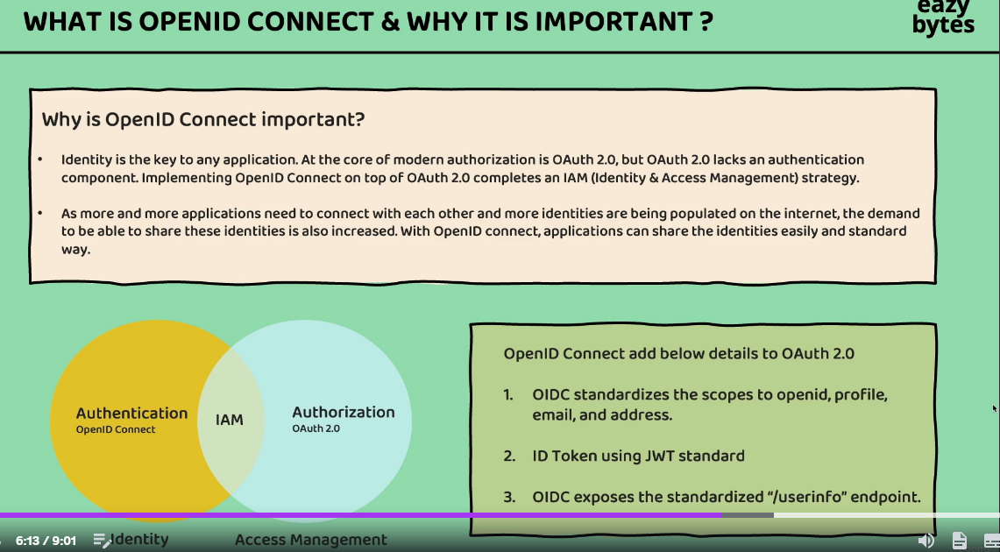 WHAT IS OPENID CONNECT & WHY IT IS IMPORTANT ?
eazy
bytes
Why is OpenID Connect important?
• Identity is the key to any application. At the core of modern authorization is OAuth 2.0, but OAuth 2.0 lacks an authentication
component. Implementing OpenID Connect on top of OAuth 2.0 completes an IAM (Identity & Access Management) strategy.
• As more and more applications need to connect with each other and more identities are being populated on the internet, the demand
to be able to share these identities is also increased. With OpenID connect, applications can share the identities easily and standard
way.
Authentication
OpenID Connect
IAM
Authorization
OAuth 2.0
OpenID Connect add below details to OAuth 2.0
1. OIDC standardizes the scopes to openid, profile,
email, and address.
2. ID Token using JWT standard
3. OIDC exposes the standardized “/userinfo” endpoint.
6:13 / 9:01
Identity
Access Management